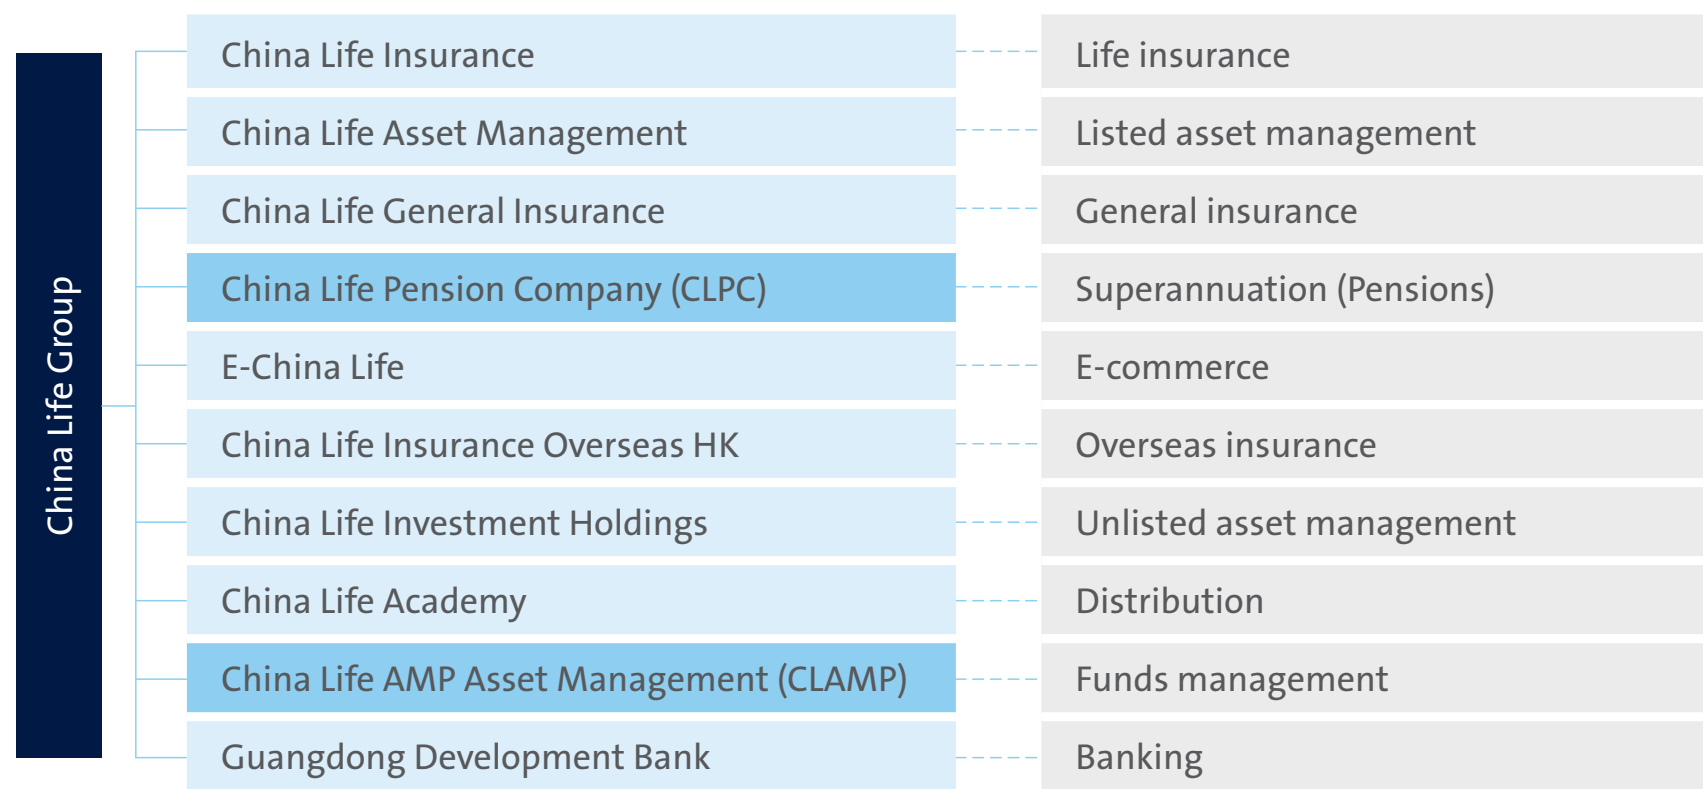 China Life Group
China Life Insurance
Life insurance
China Life Asset Management
Listed asset management
China Life General Insurance
General insurance
China Life Pension Company (CLPC)
Superannuation (Pensions)
E-China Life
E-commerce
China Life Insurance Overseas HK
Overseas insurance
China Life Investment Holdings
Unlisted asset management
China Life Academy
Distribution
China Life AMP Asset Management (CLAMP)
Funds management
Guangdong Development Bank
Banking